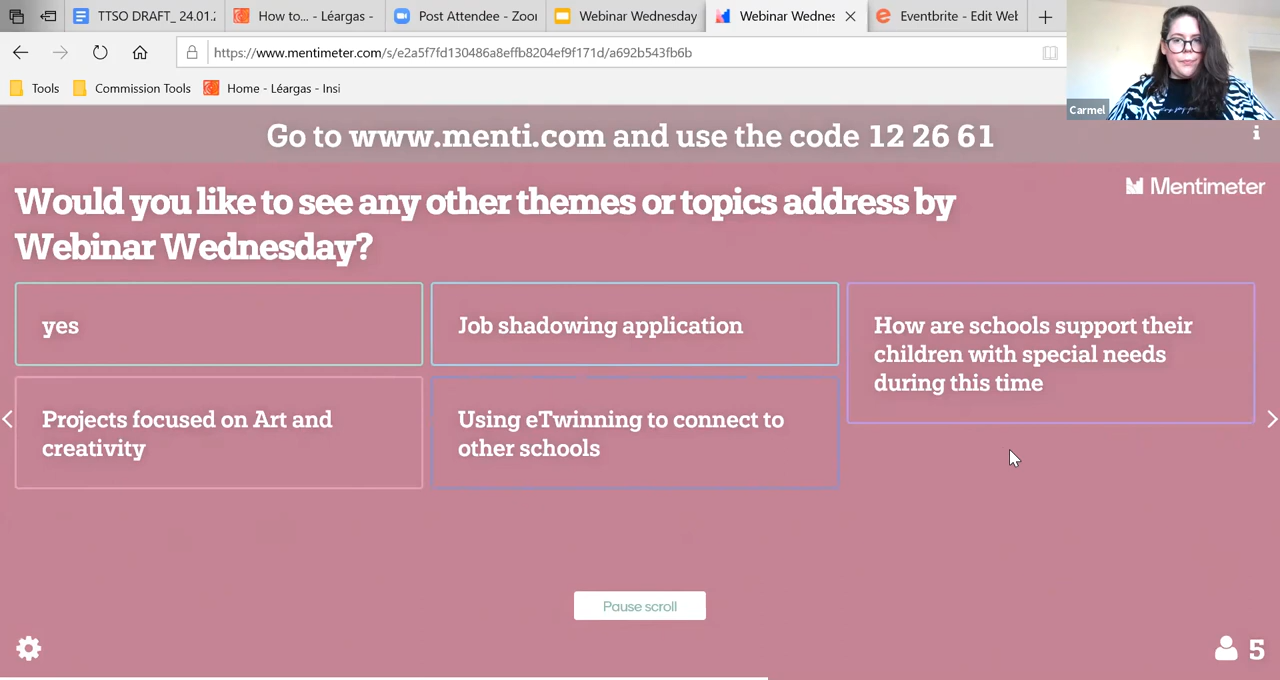 TTSO DRAFT_ 24.01.2
How to... - Léargas -
Post Attendee - Zoor
Webinar Wednesday
Webinar Wednes
Eventbrite - Edit Wet
https://www.mentimeter.com/s/e2a5f7fd130486a8effb8204ef9f171d/a692b543fb6b
Tools
Commission Tools
Home - Léargas - Insi
Carmel
Go to www.menti.com and use the code 12 26 61
Mentimeter
Would you like to see any other themes or topics address by
Webinar Wednesday?
yes
Job shadowing application
How are schools support their
children with special needs
during this time
Projects focused on Art and
creativity
Using eTwinning to connect to
other schools
Pause scroll
5